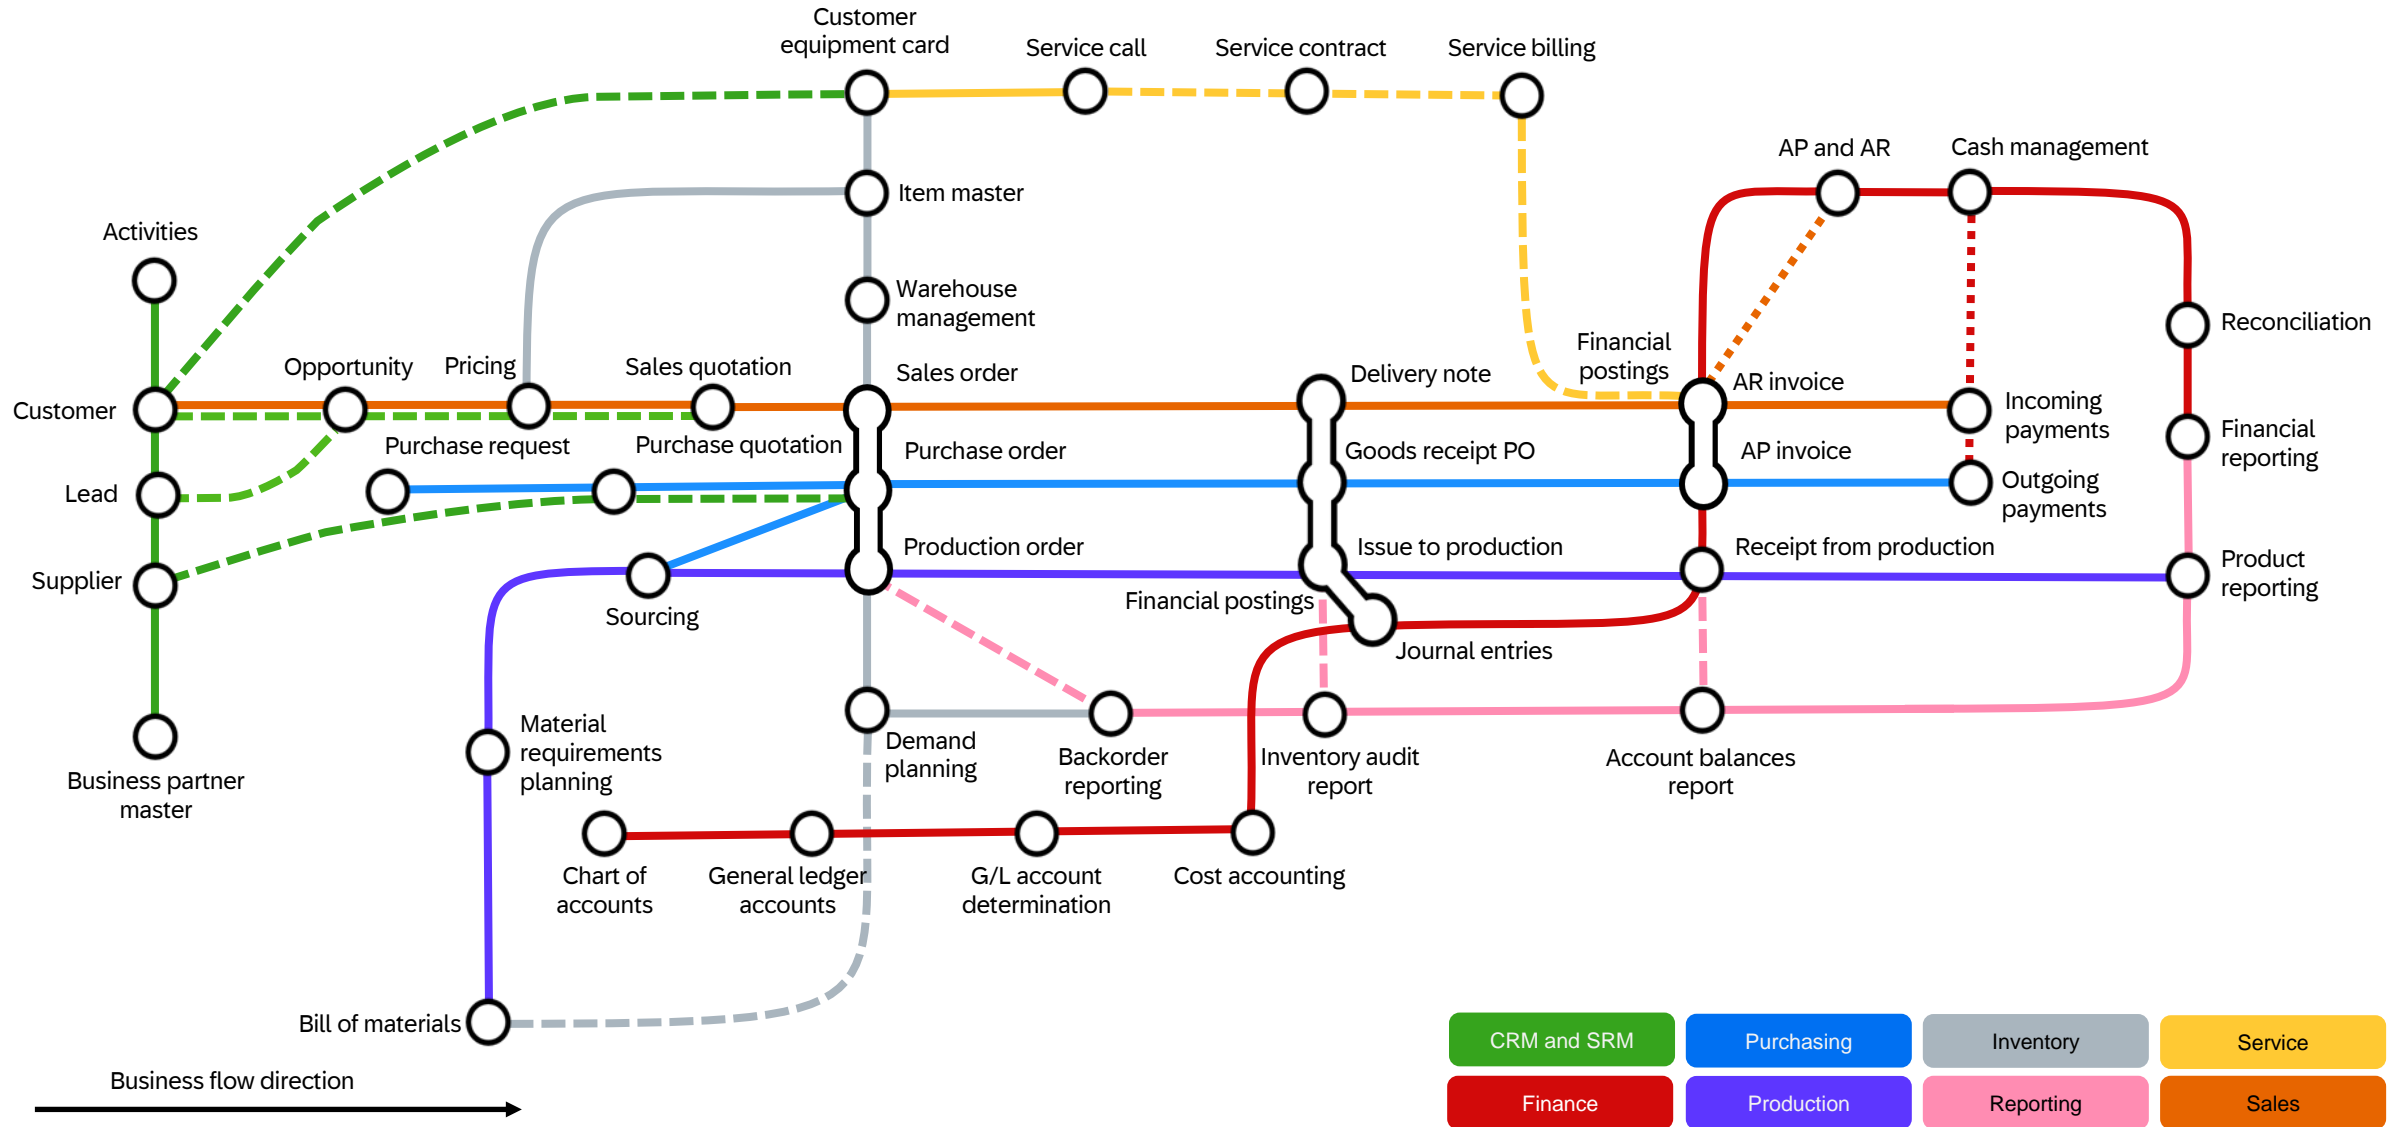 Customer
equipment card
Service call
Service contract
Service billing
AP and AR
Cash management
Item master
Activities
Warehouse
management
Reconciliation
Opportunity
Pricing
Sales quotation
Sales order
Delivery note
Financial
postings
AR invoice
Customer
Incoming
payments
Financial
reporting
Purchase request
Purchase quotation
Purchase order
Goods receipt PO
AP invoice
Lead
Outgoing
payments
Supplier
Sourcing
Production order
Issue to production
Receipt from production
Product
reporting
Financial postings
Journal entries
Business partner
master
Material
requirements
planning
Demand
planning
Backorder
reporting
Inventory audit
report
Account balances
report
Chart of
accounts
General ledger
accounts
G/L account
determination
Cost accounting
Bill of materials
Business flow direction
CRM and SRM
Purchasing
Inventory
Service
Finance
Production
Reporting
Sales